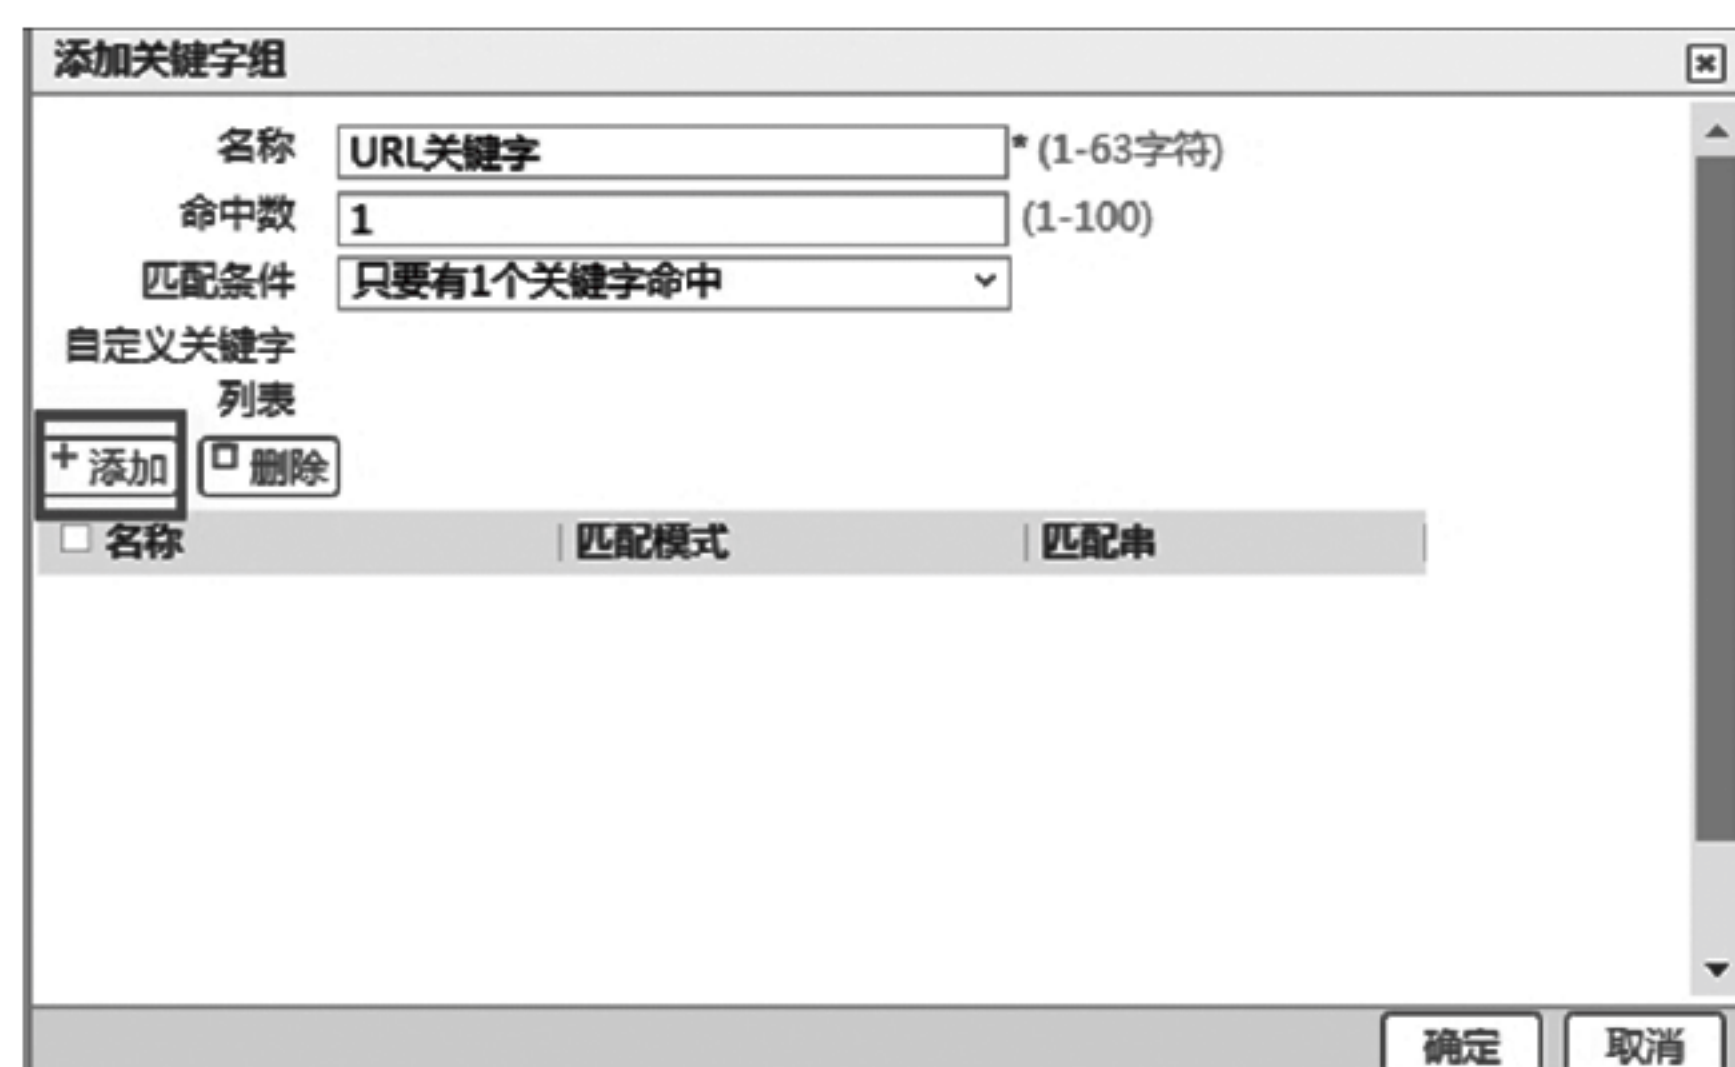 添加关键字组
名称 URL关键字 * (1-63字符)
命中数 1 (1-100)
匹配条件 只要有1个关键字命中
自定义关键字
列表
+ 添加 删除
名称 匹配模式 匹配串
确定 取消